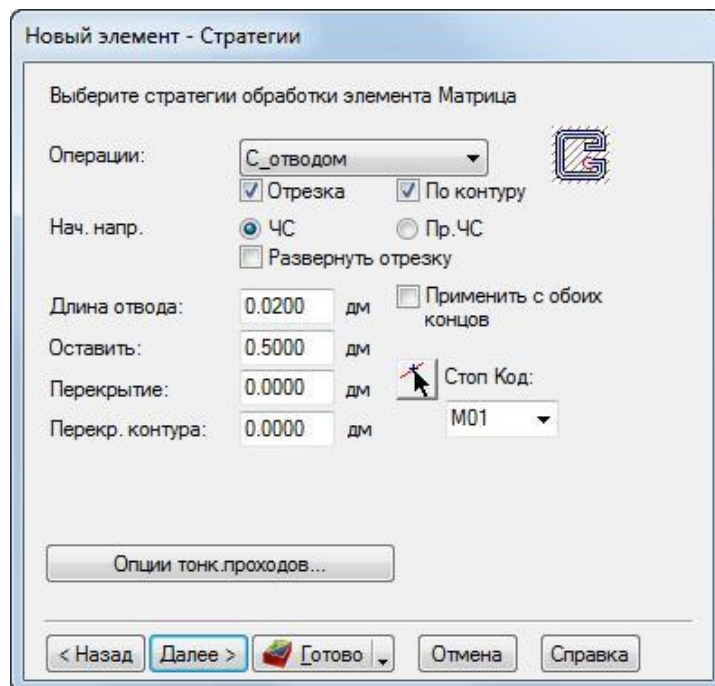 Новый элемент - Стратегии
Выберите стратегии обработки элемента Матрица
Операции: С_отводом
Отрезка По контуру
Нач. напр. ЧС Пр.ЧС
Развернуть отрезку
Длина отвода: 0.0200 дм Применить с обоих
концов
Оставить: 0.5000 дм
Перекрытие: 0.0000 дм Стоп Код:
Перекр. контура: 0.0000 дм M01
Опции тонк.проходов...
< Назад Далее > Готово Отмена Справка